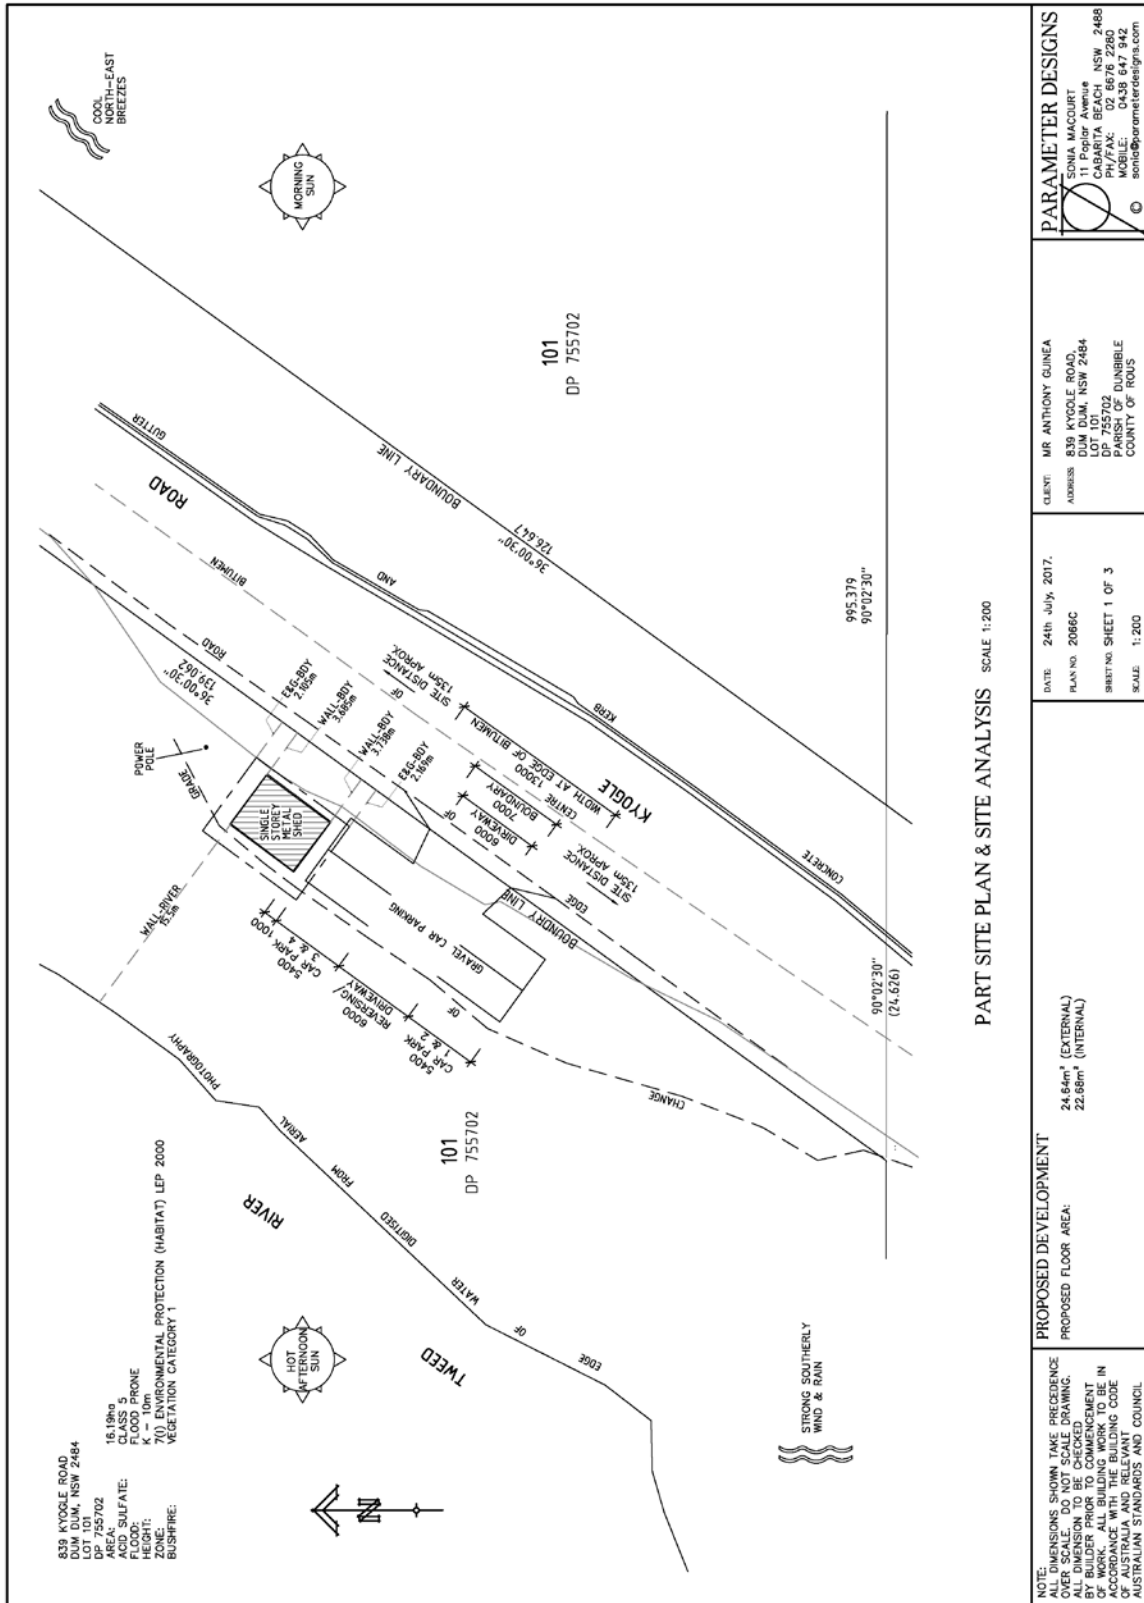 839 KYOGLE ROAD
DUM DUM, NSW 2484
LOT 101
DP 755702
AREA: 16.19ha
ACID SULFATE: CLASS 5
FLOOD: FLOOD PRONE
HEIGHT: K - 10m
ZONE: 7(l) ENVIRONMENTAL PROTECTION (HABITAT) LEP 2000
BUSHFIRE: VEGETATION CATEGORY 1
N
HOT
AFTERNOON
SUN
STRONG SOUTHERLY
WIND & RAIN
COOL
NORTH-EAST
BREEZES
MORNING
SUN
TWEED RIVER
EDGE OF WATER DIGITISED FROM AERIAL PHOTOGRAPHY
101
DP 755702
WALL-RIVER
15.5m
POWER
POLE
SINGLE
STOREY
METAL
SHED
CHANGE OF GRADE
1000
5400
CAR PARK
3 & 4
6000
REVERSING/
DRIVEWAY
5400
CAR PARK
1 & 2
GRAVEL CAR PARKING
36°00'30"
139.062
E&G-BDY
2.105m
WALL-BDY
3.685m
WALL-BDY
3.738m
E&G-BDY
2.169m
BOUNDRY LINE
EDGE OF BITUMEN ROAD
SITE DISTANCE
135m APROX.
6000
DIRVEWAY
7000
BOUNDARY
13000
WIDTH AT EDGE OF BITUMEN
SITE DISTANCE
135m APROX.
CENTRE OF
KYOGLE ROAD
CONCRETE KERB AND GUTTER
BOUNDARY LINE
36°00'30"
126.647
101
DP 755702
90°02'30"
(24.626)
995.379
90°02'30"
PART SITE PLAN & SITE ANALYSIS SCALE 1:200
NOTE:
ALL DIMENSIONS SHOWN TAKE PRECEDENCE
OVER SCALE. DO NOT SCALE DRAWING.
ALL DIMENSION TO BE CHECKED
BY BUILDER PRIOR TO COMMENCEMENT
OF WORK. ALL BUILDING WORK TO BE IN
ACCORDANCE WITH THE BUILDING CODE
OF AUSTRALIA AND RELEVANT
AUSTRALIAN STANDARDS AND COUNCIL
PROPOSED DEVELOPMENT
PROPOSED FLOOR AREA: 24.64m² (EXTERNAL)
22.68m² (INTERNAL)
DATE: 24th July, 2017.
PLAN NO. 2066C
SHEET NO. SHEET 1 OF 3
SCALE: 1:200
CLIENT: MR ANTHONY GUINEA
ADDRESS 839 KYGOLE ROAD,
DUM DUM, NSW 2484
LOT 101
DP 755702
PARISH OF DUNBIBLE
COUNTY OF ROUS
PARAMETER DESIGNS
SONIA MACOURT
11 Poplar Avenue
CABARITA BEACH NSW 2488
PH/FAX: 02 6676 2280
MOBILE: 0438 647 942
sonia@parameterdesigns.com
©